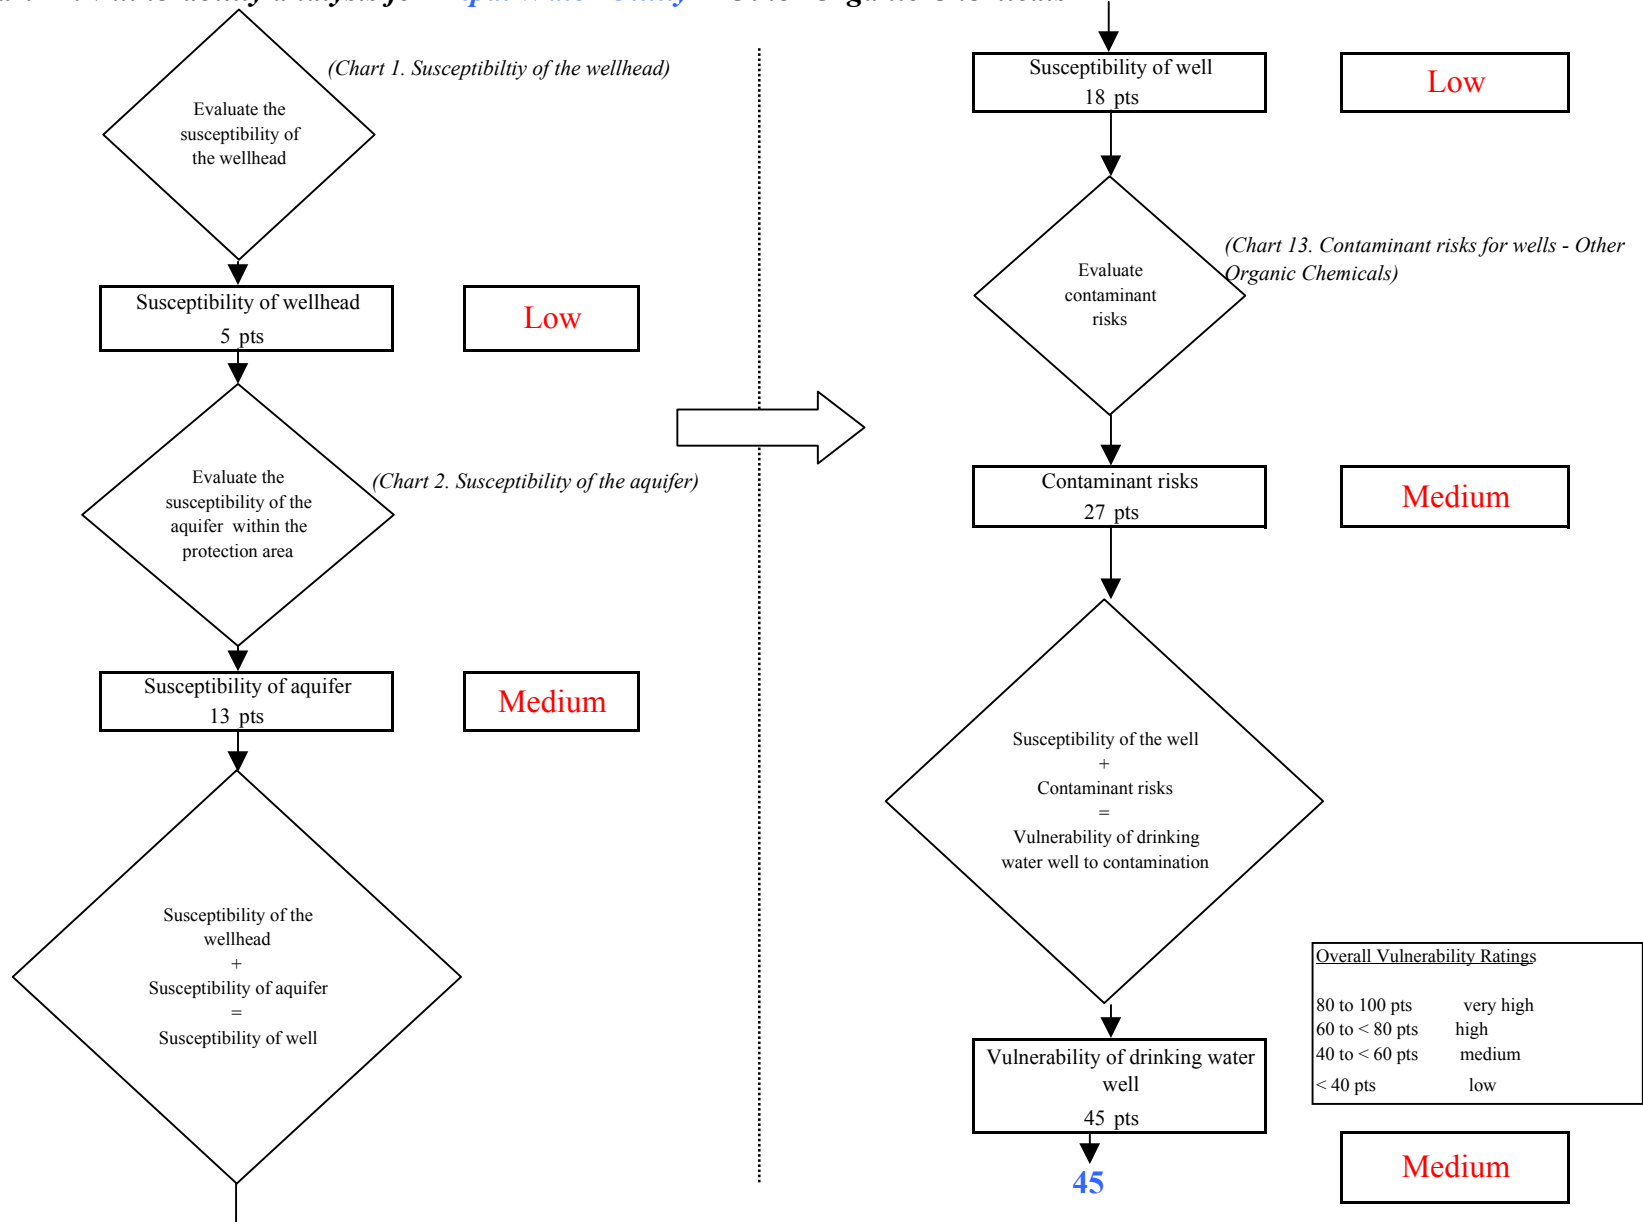 (Chart 1. Susceptibiltiy of the wellhead)
Evaluate the
susceptibility of
the wellhead
Susceptibility of wellhead
5 pts
Low
Evaluate the
susceptibility of the
aquifer within the
protection area
(Chart 2. Susceptibility of the aquifer)
Susceptibility of aquifer
13 pts
Medium
Susceptibility of the
wellhead
+
Susceptibility of aquifer
=
Susceptibility of well
Susceptibility of well
18 pts
Low
Evaluate
contaminant
risks
(Chart 13. Contaminant risks for wells - Other
Organic Chemicals)
Contaminant risks
27 pts
Medium
Susceptibility of the well
+
Contaminant risks
=
Vulnerability of drinking
water well to contamination
Vulnerability of drinking water
well
45 pts
45
Overall Vulnerability Ratings
80 to 100 pts very high
60 to < 80 pts high
40 to < 60 pts medium
< 40 pts low
Medium